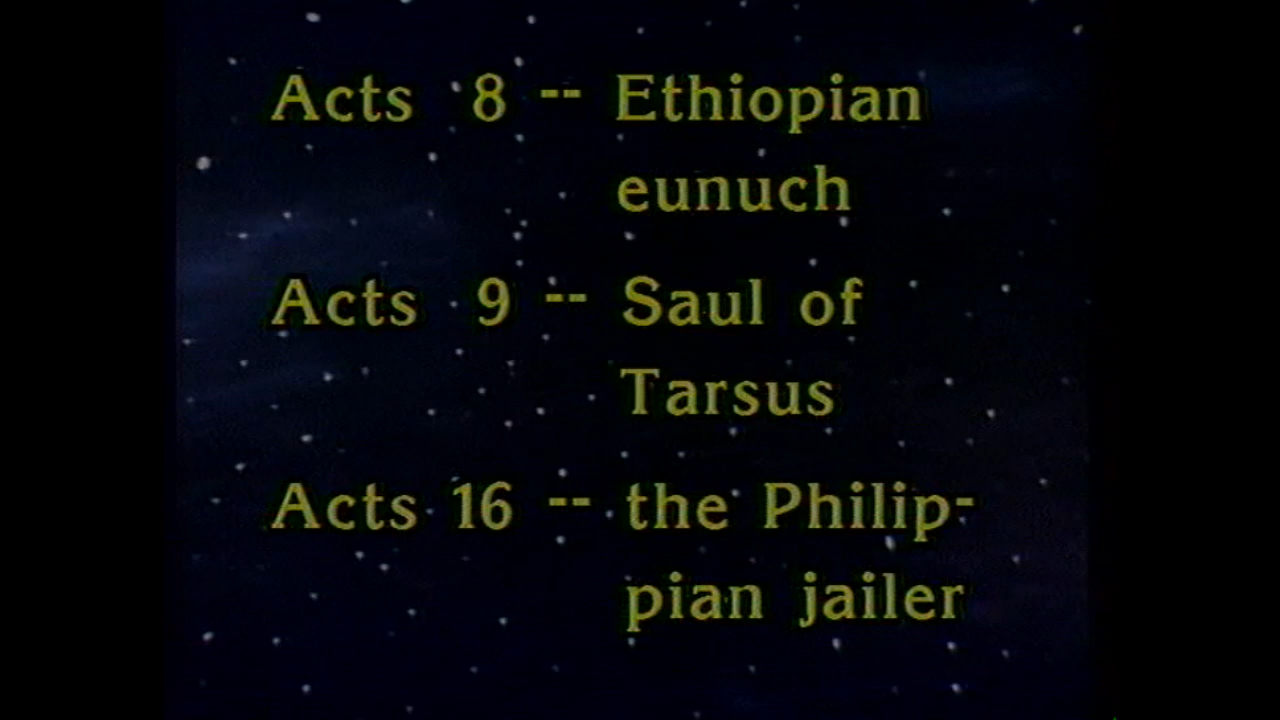 Acts 8 -- Ethiopian
eunuch
Acts 9 -- Saul of
Tarsus
Acts 16 -- the Philip-
pian jailer